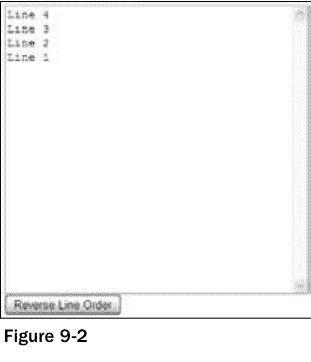 Line 4
Line 3
Line 2
Line 1
Reverse Line Order
Figure 9-2